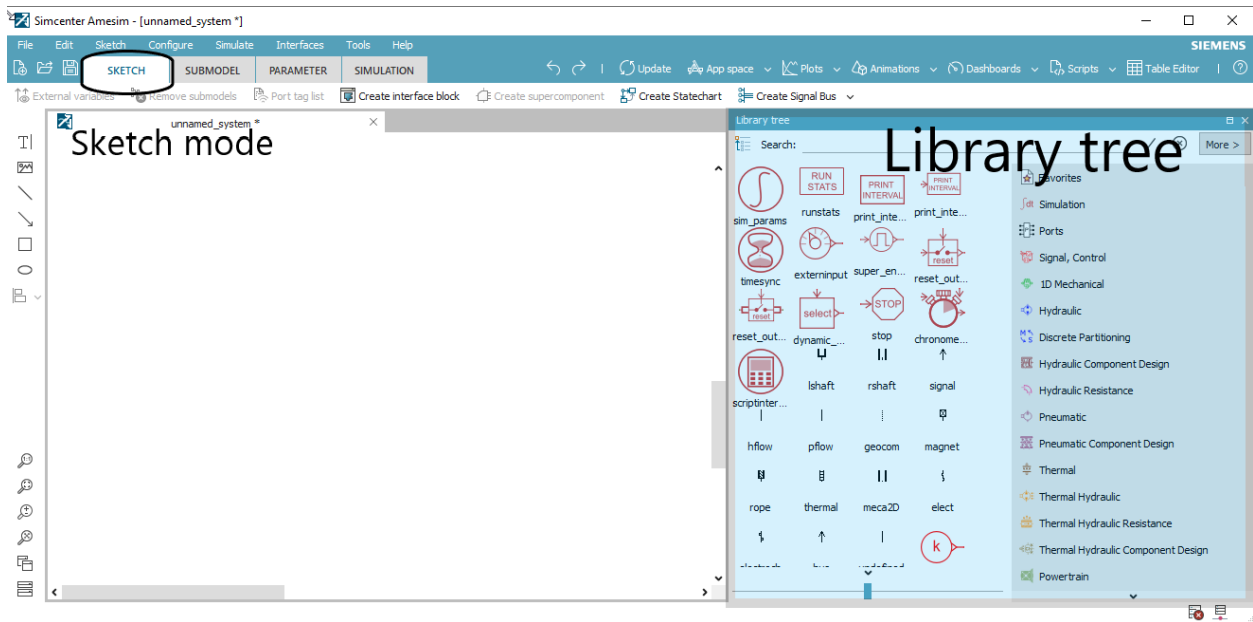 Simcenter Amesim - [unnamed_system *]
File Edit Sketch Configure Simulate Interfaces Tools Help
SIEMENS
SKETCH SUBMODEL PARAMETER SIMULATION
Update App space Plots Animations Dashboards Scripts Table Editor
External variables Remove submodels Port tag list Create interface block Create supercomponent Create Statechart Create Signal Bus
unnamed_system *
Sketch mode
Library tree
Library tree
Search:
More >
RUN STATS
PRINT INTERVAL
PRINT INTERVAL
sim_params runstats print_inte... print_inte...
reset
timesync externinput super_en... reset_out...
reset
select
STOP
reset_out... dynamic_... stop chronome...
scriptinter... lshaft rshaft signal
hflow pflow geocom magnet
rope thermal meca2D elect
k
Favorites
Simulation
Ports
Signal, Control
1D Mechanical
Hydraulic
Discrete Partitioning
Hydraulic Component Design
Hydraulic Resistance
Pneumatic
Pneumatic Component Design
Thermal
Thermal Hydraulic
Thermal Hydraulic Resistance
Thermal Hydraulic Component Design
Powertrain